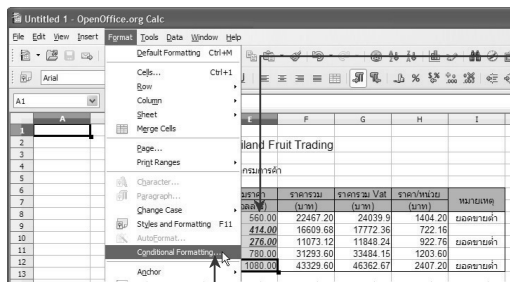 Untitled 1 - OpenOffice.org Calc
File Edit View Insert Format Tools Data Window Help
Default Formatting Ctrl+M
Arial
Cells... Ctrl+1
Row
A1
Column
Sheet
A E F G H I
Merge Cells
1
2
Page...
iland Fruit Trading
3
Print Ranges
4
5
Character...
6
Paragraph...
ราคารวม ราคารวม Vat ราคา/หน่วย หมายเหตุ
7
Change Case
(บาท) (บาท) (บาท)
8
Styles and Formatting F11
560.00 22467.20 24039.9 1404.20 ยอดขายต่ำ
9
414.00 16609.68 17772.36 722.16
10
AutoFormat...
276.00 11073.12 11848.24 922.76 ยอดขายต่ำ
11
Conditional Formatting...
780.00 31293.60 33484.15 1203.60
12
1080.00 43329.60 46362.67 2407.20 ยอดขายต่ำ
13
Anchor